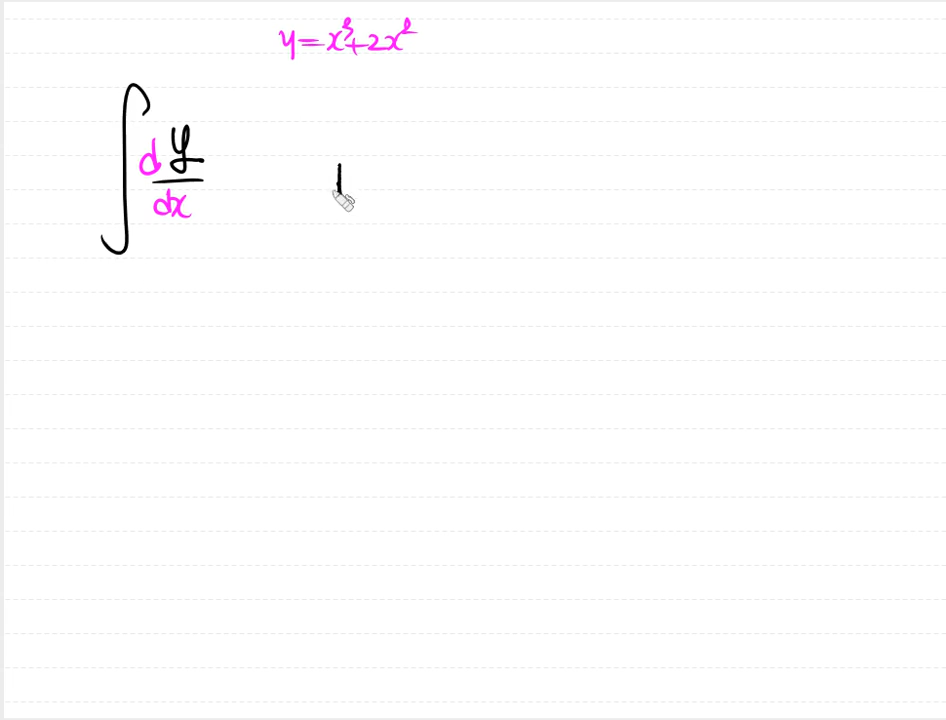 y=x³+2x²
∫ dy/dx